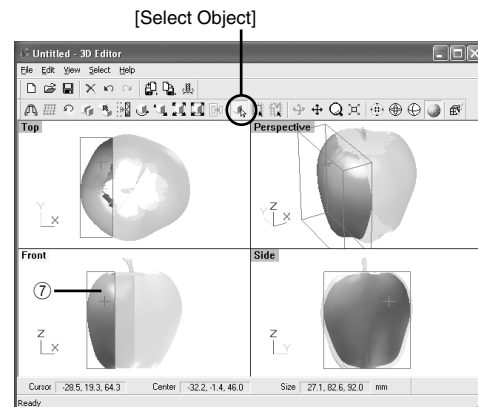 [Select Object]
Untitled - 3D Editor
File Edit View Select Help
Top
Perspective
Y
X
Z
Y
X
Front
Side
⑦
Z
X
Z
Y
Cursor -28.5, 19.3, 64.3 Center -32.2, -1.4, 46.0 Size 27.1, 82.6, 92.0 mm
Ready